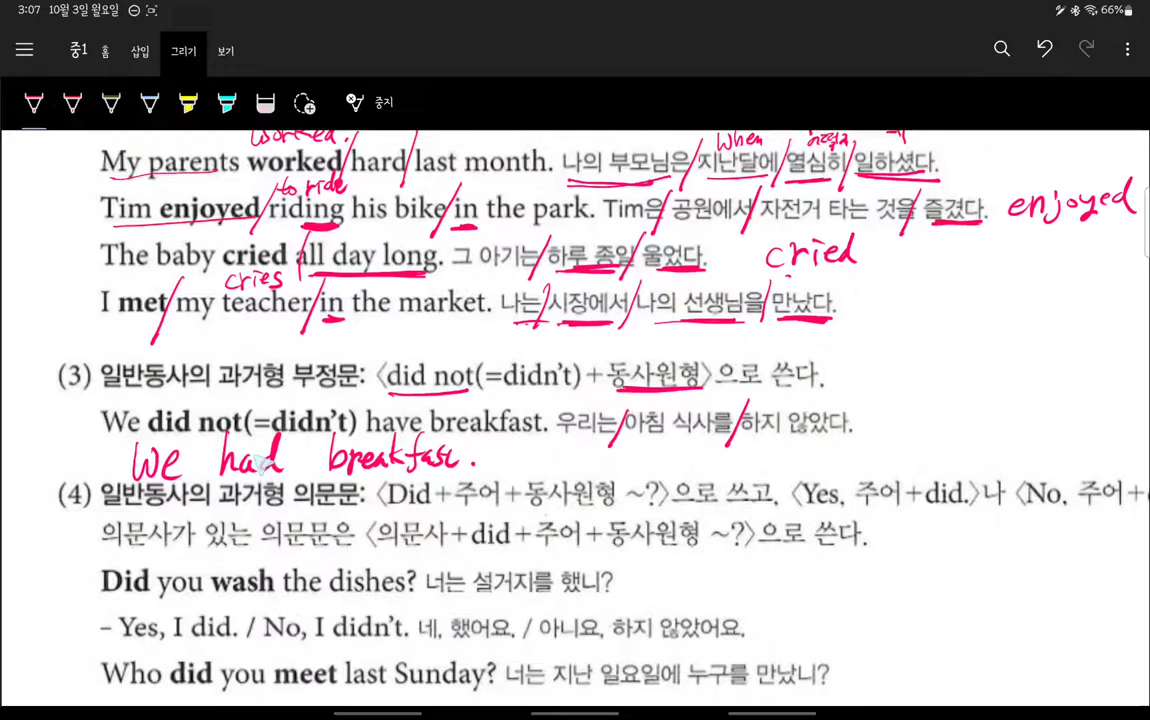 3:07 10월 3일 월요일 66%
중1 홈 삽입 그리기 보기
중지
worked. when
My parents worked hard last month. 나의 부모님은 지난달에 열심히 일하셨다.
to ride
Tim enjoyed riding his bike in the park. Tim은 공원에서 자전거 타는 것을 즐겼다. enjoyed
The baby cried all day long. 그 아기는 하루 종일 울었다. cried
cries
I met my teacher in the market. 나는 시장에서 나의 선생님을 만났다.
(3) 일반동사의 과거형 부정문: 〈did not(=didn't)+동사원형〉으로 쓴다.
We did not(=didn't) have breakfast. 우리는 아침 식사를 하지 않았다.
We had breakfast.
(4) 일반동사의 과거형 의문문: 〈Did+주어+동사원형 ~?〉으로 쓰고, 〈Yes, 주어+did.〉나 〈No, 주어+
의문사가 있는 의문문은 〈의문사+did+주어+동사원형 ~?〉으로 쓴다.
Did you wash the dishes? 너는 설거지를 했니?
– Yes, I did. / No, I didn't. 네, 했어요. / 아니요, 하지 않았어요.
Who did you meet last Sunday? 너는 지난 일요일에 누구를 만났니?